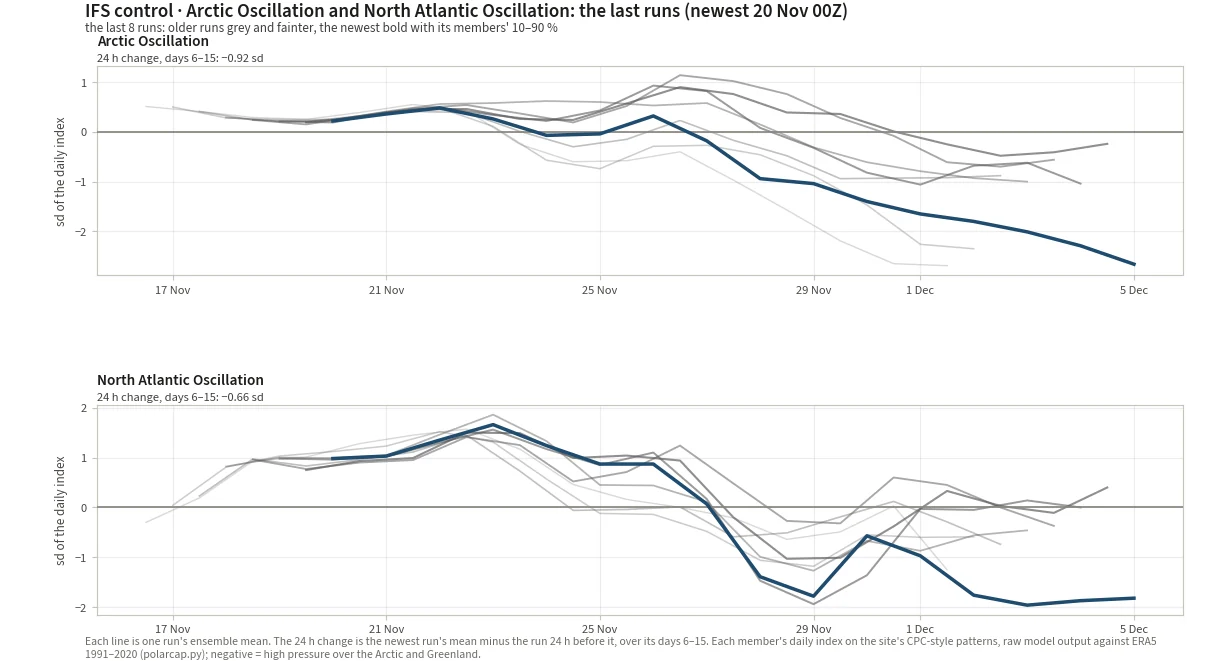 IFS control · Arctic Oscillation and North Atlantic Oscillation: the last runs (newest 20 Nov 00Z)
the last 8 runs: older runs grey and fainter, the newest bold with its members' 10–90 %
Arctic Oscillation
24 h change, days 6–15: −0.92 sd
sd of the daily index
1
0
−1
−2
17 Nov
21 Nov
25 Nov
29 Nov
1 Dec
5 Dec
North Atlantic Oscillation
24 h change, days 6–15: −0.66 sd
sd of the daily index
2
1
0
−1
−2
17 Nov
21 Nov
25 Nov
29 Nov
1 Dec
5 Dec
Each line is one run's ensemble mean. The 24 h change is the newest run's mean minus the run 24 h before it, over its days 6–15. Each member's daily index on the site's CPC-style patterns, raw model output against ERA5
1991–2020 (polarcap.py); negative = high pressure over the Arctic and Greenland.